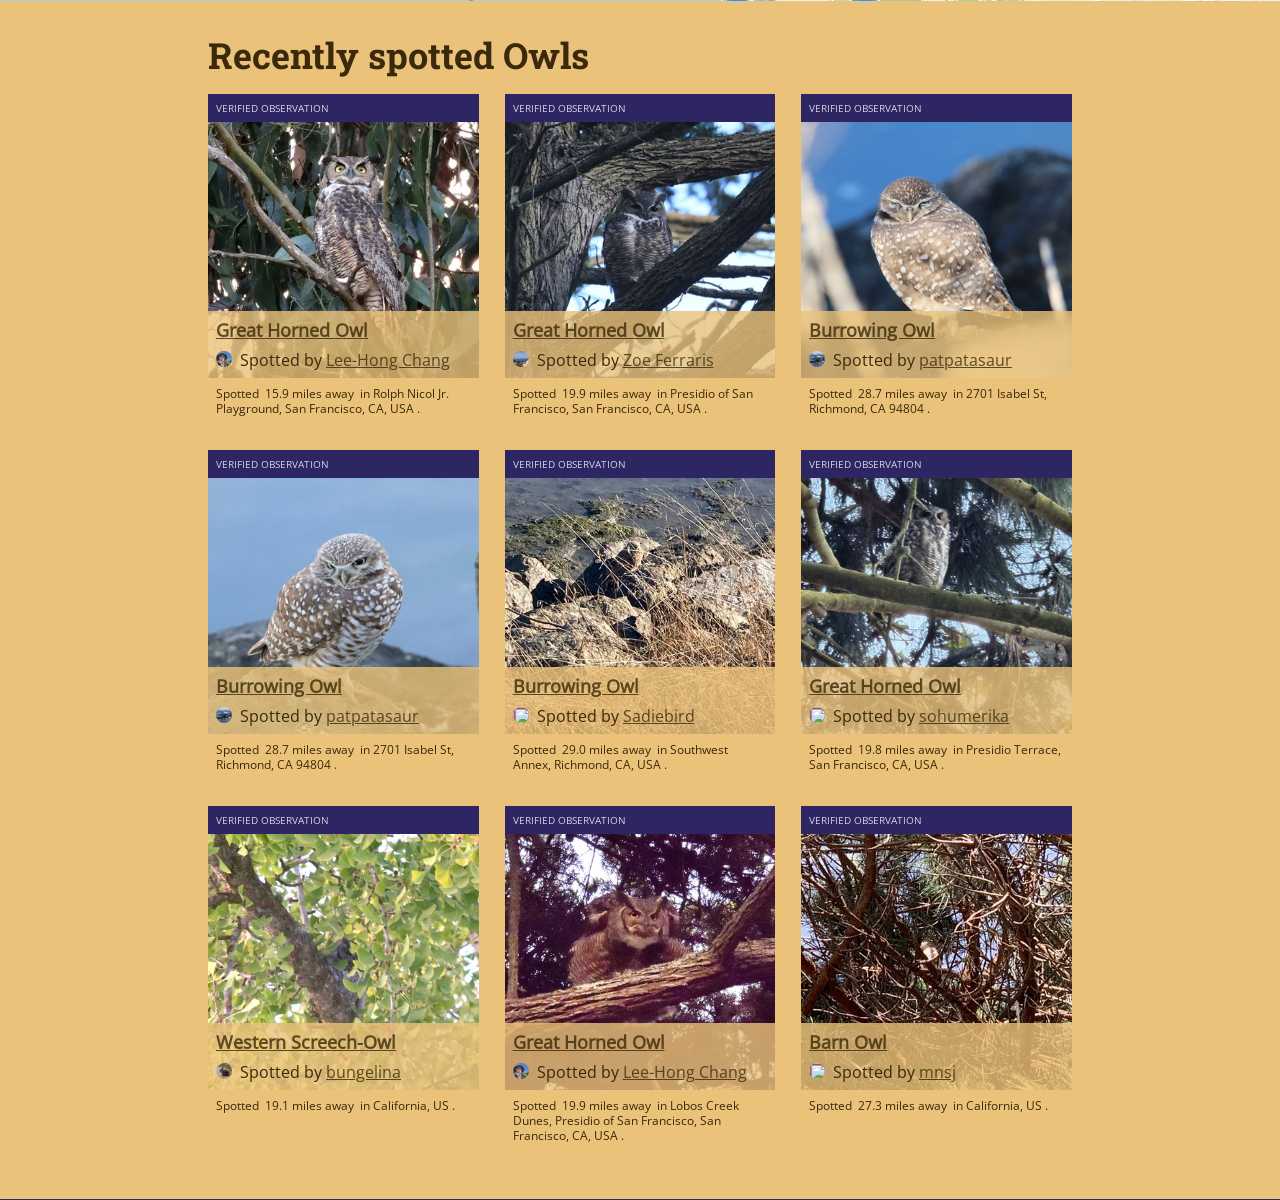 Recently spotted Owls
VERIFIED OBSERVATION
Great Horned Owl
Spotted by Lee-Hong Chang
Spotted 15.9 miles away in Rolph Nicol Jr.
Playground, San Francisco, CA, USA .
VERIFIED OBSERVATION
Great Horned Owl
Spotted by Zoe Ferraris
Spotted 19.9 miles away in Presidio of San
Francisco, San Francisco, CA, USA .
VERIFIED OBSERVATION
Burrowing Owl
Spotted by patpatasaur
Spotted 28.7 miles away in 2701 Isabel St,
Richmond, CA 94804 .
VERIFIED OBSERVATION
Burrowing Owl
Spotted by patpatasaur
Spotted 28.7 miles away in 2701 Isabel St,
Richmond, CA 94804 .
VERIFIED OBSERVATION
Burrowing Owl
Spotted by Sadiebird
Spotted 29.0 miles away in Southwest
Annex, Richmond, CA, USA .
VERIFIED OBSERVATION
Great Horned Owl
Spotted by sohumerika
Spotted 19.8 miles away in Presidio Terrace,
San Francisco, CA, USA .
VERIFIED OBSERVATION
Western Screech-Owl
Spotted by bungelina
Spotted 19.1 miles away in California, US .
VERIFIED OBSERVATION
Great Horned Owl
Spotted by Lee-Hong Chang
Spotted 19.9 miles away in Lobos Creek
Dunes, Presidio of San Francisco, San
Francisco, CA, USA .
VERIFIED OBSERVATION
Barn Owl
Spotted by mnsj
Spotted 27.3 miles away in California, US .